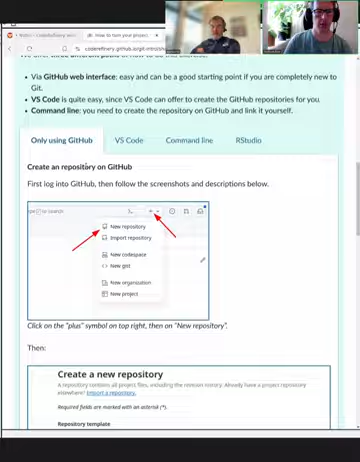 coderefinery.github.io/git-intro/sha
• Via GitHub web interface: easy and can be a good starting point if you are completely new to
Git.
• VS Code is quite easy, since VS Code can offer to create the GitHub repositories for you.
• Command line: you need to create the repository on GitHub and link it yourself.
Only using GitHub VS Code Command line RStudio
Create an repository on GitHub
First log into GitHub, then follow the screenshots and descriptions below.
to search
New repository
Import repository
New codespace
New gist
New organization
New project
Click on the "plus" symbol on top right, then on "New repository".
Then:
Create a new repository
A repository contains all project files, including the revision history. Already have a project repository
elsewhere? Import a repository.
Required fields are marked with an asterisk (*).
Repository template